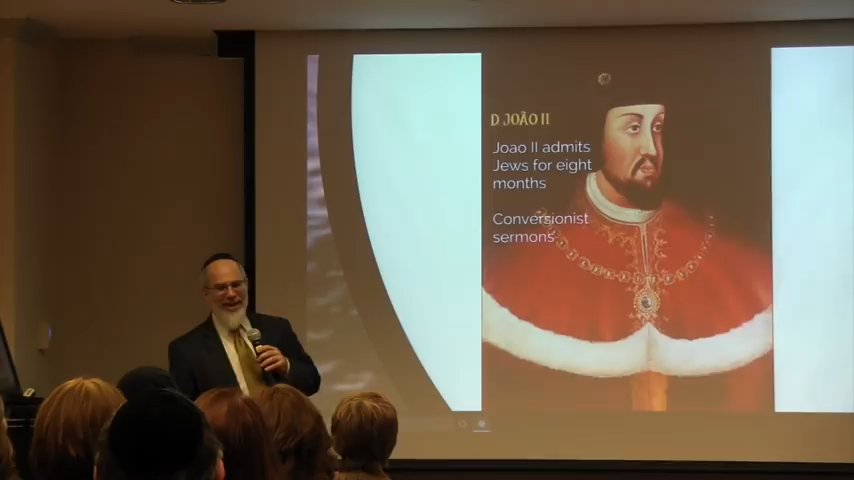 D JOÃO II
Joao II admits
Jews for eight
months
Conversionist
sermons